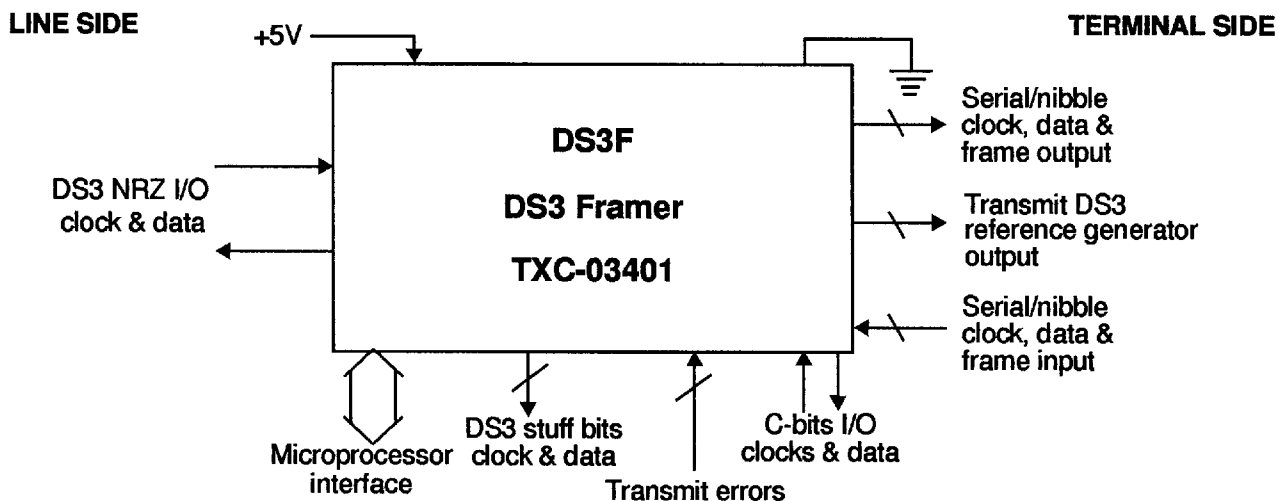 LINE SIDE
TERMINAL SIDE
+5V
DS3F
DS3 Framer
TXC-03401
DS3 NRZ I/O
clock & data
Serial/nibble
clock, data &
frame output
Transmit DS3
reference generator
output
Serial/nibble
clock, data &
frame input
Microprocessor
interface
DS3 stuff bits
clock & data
Transmit errors
C-bits I/O
clocks & data